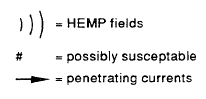 = HEMP fields
# = possibly susceptable
= penetrating currents